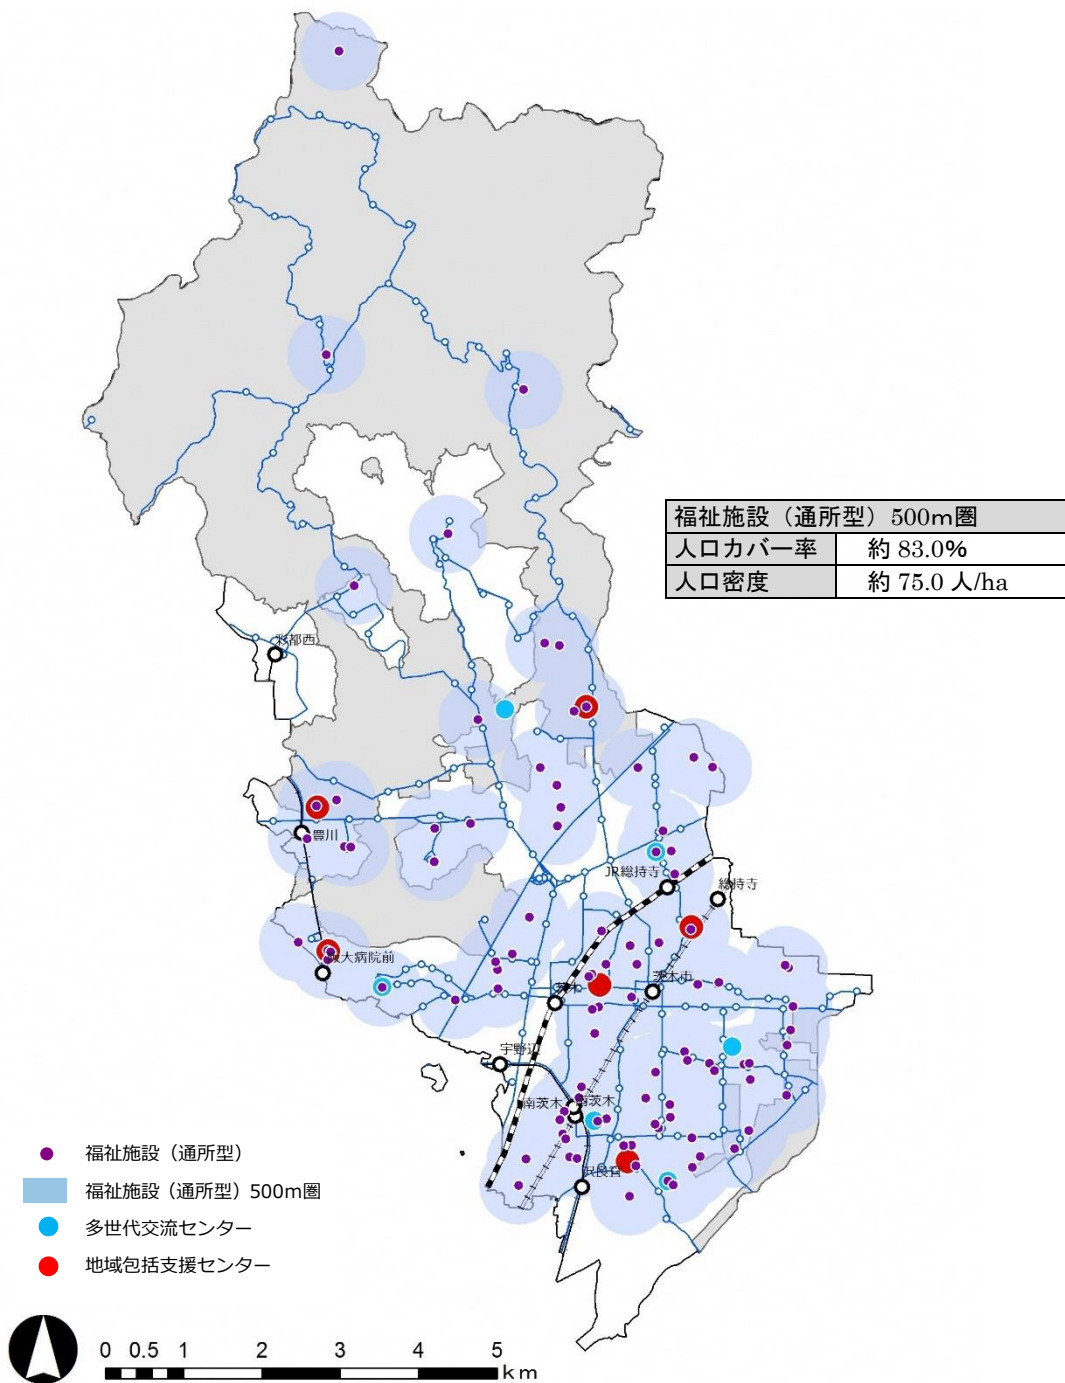 福祉施設（通所型）500ｍ圏
人口カバー率 約 83.0%
人口密度 約 75.0 人/ha
彩都西
豊川
JR総持寺
総持寺
阪大病院前
茨木
茨木市
宇野辺
南茨木
南茨木
沢良宜
福祉施設（通所型）
福祉施設（通所型）500m圏
多世代交流センター
地域包括支援センター
0 0.5 1 2 3 4 5
km